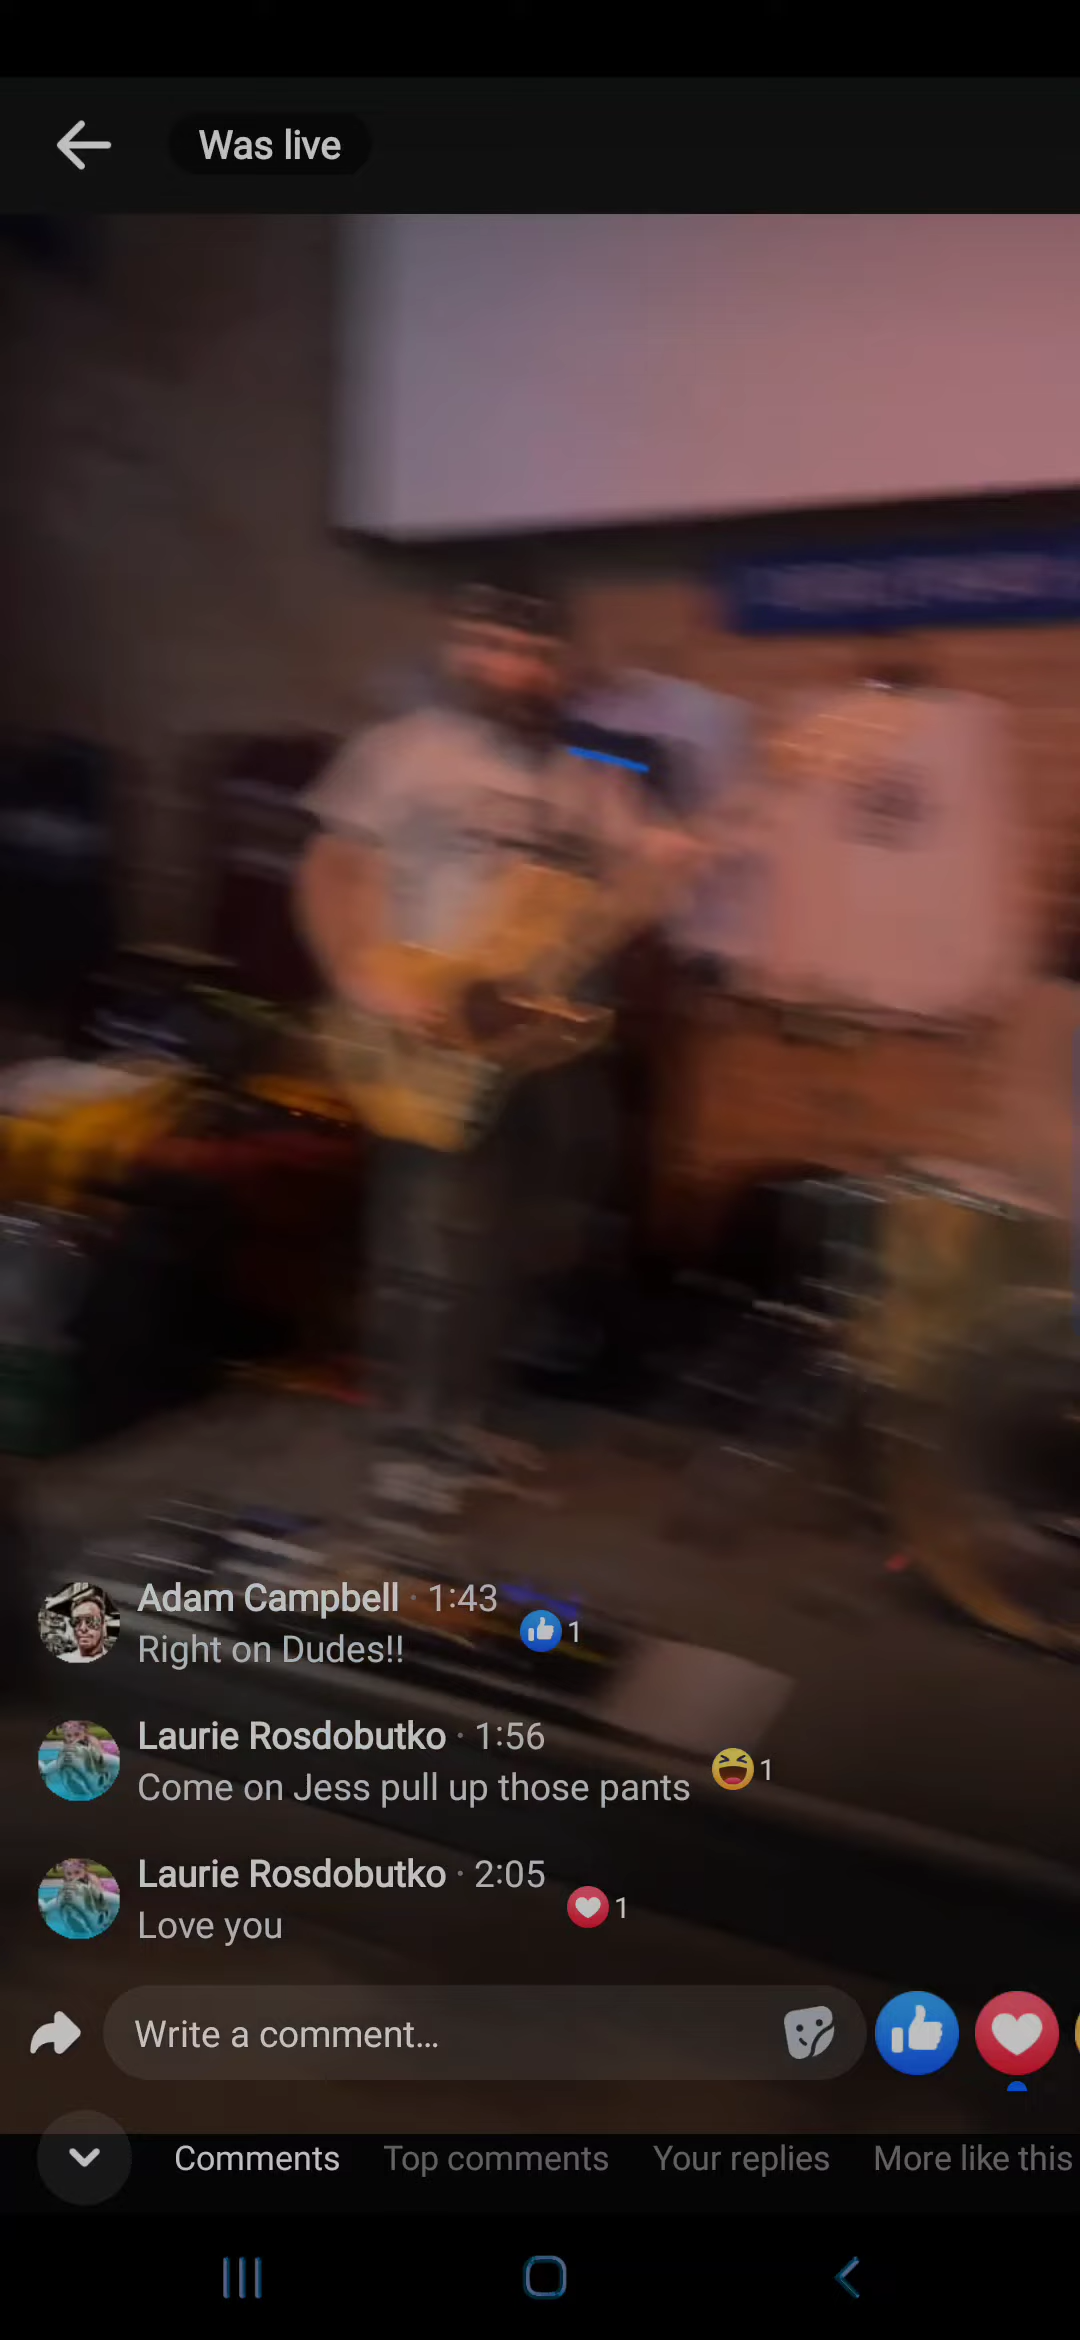 Was live
Adam Campbell · 1:43
Right on Dudes!!
1
Laurie Rosdobutko · 1:56
Come on Jess pull up those pants
1
Laurie Rosdobutko · 2:05
Love you
1
Write a comment...
Comments Top comments Your replies More like this